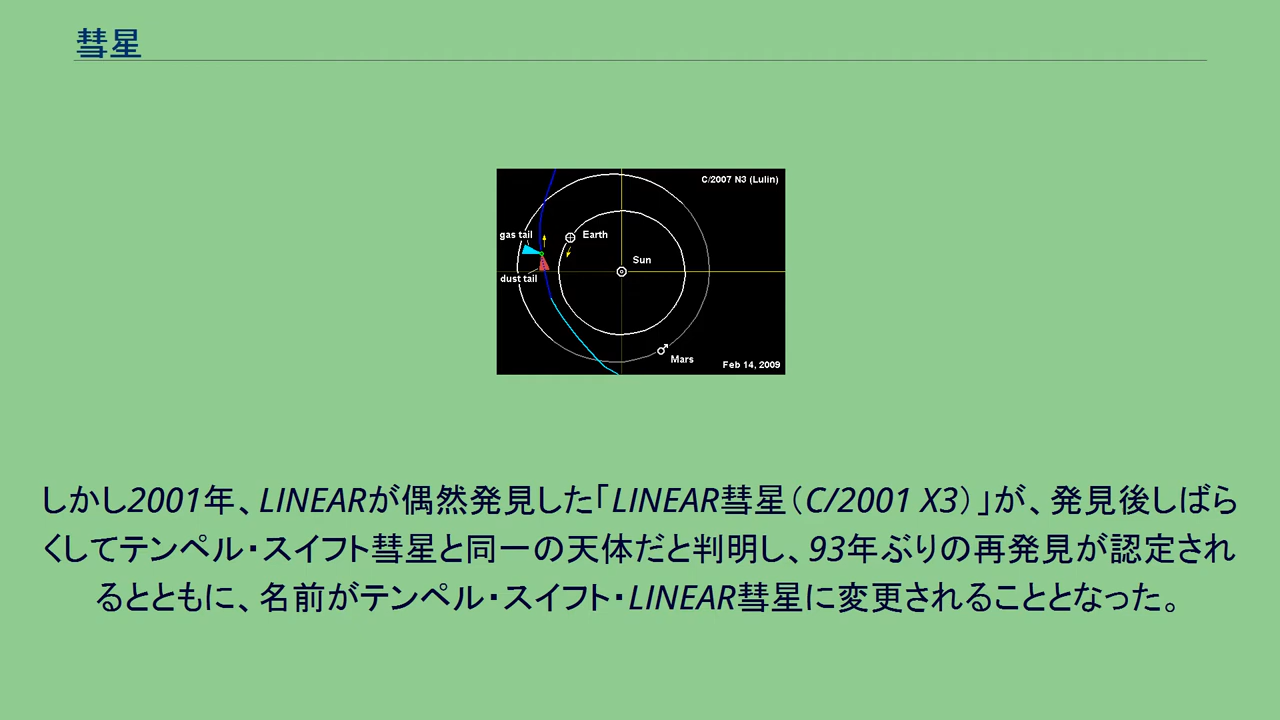 彗星
C/2007 N3 (Lulin)
gas tail
Earth
Sun
dust tail
Mars
Feb 14, 2009
しかし2001年、LINEARが偶然発見した「LINEAR彗星（C/2001 X3）」が、発見後しばら
くしてテンペル・スイフト彗星と同一の天体だと判明し、93年ぶりの再発見が認定され
るとともに、名前がテンペル・スイフト・LINEAR彗星に変更されることとなった。